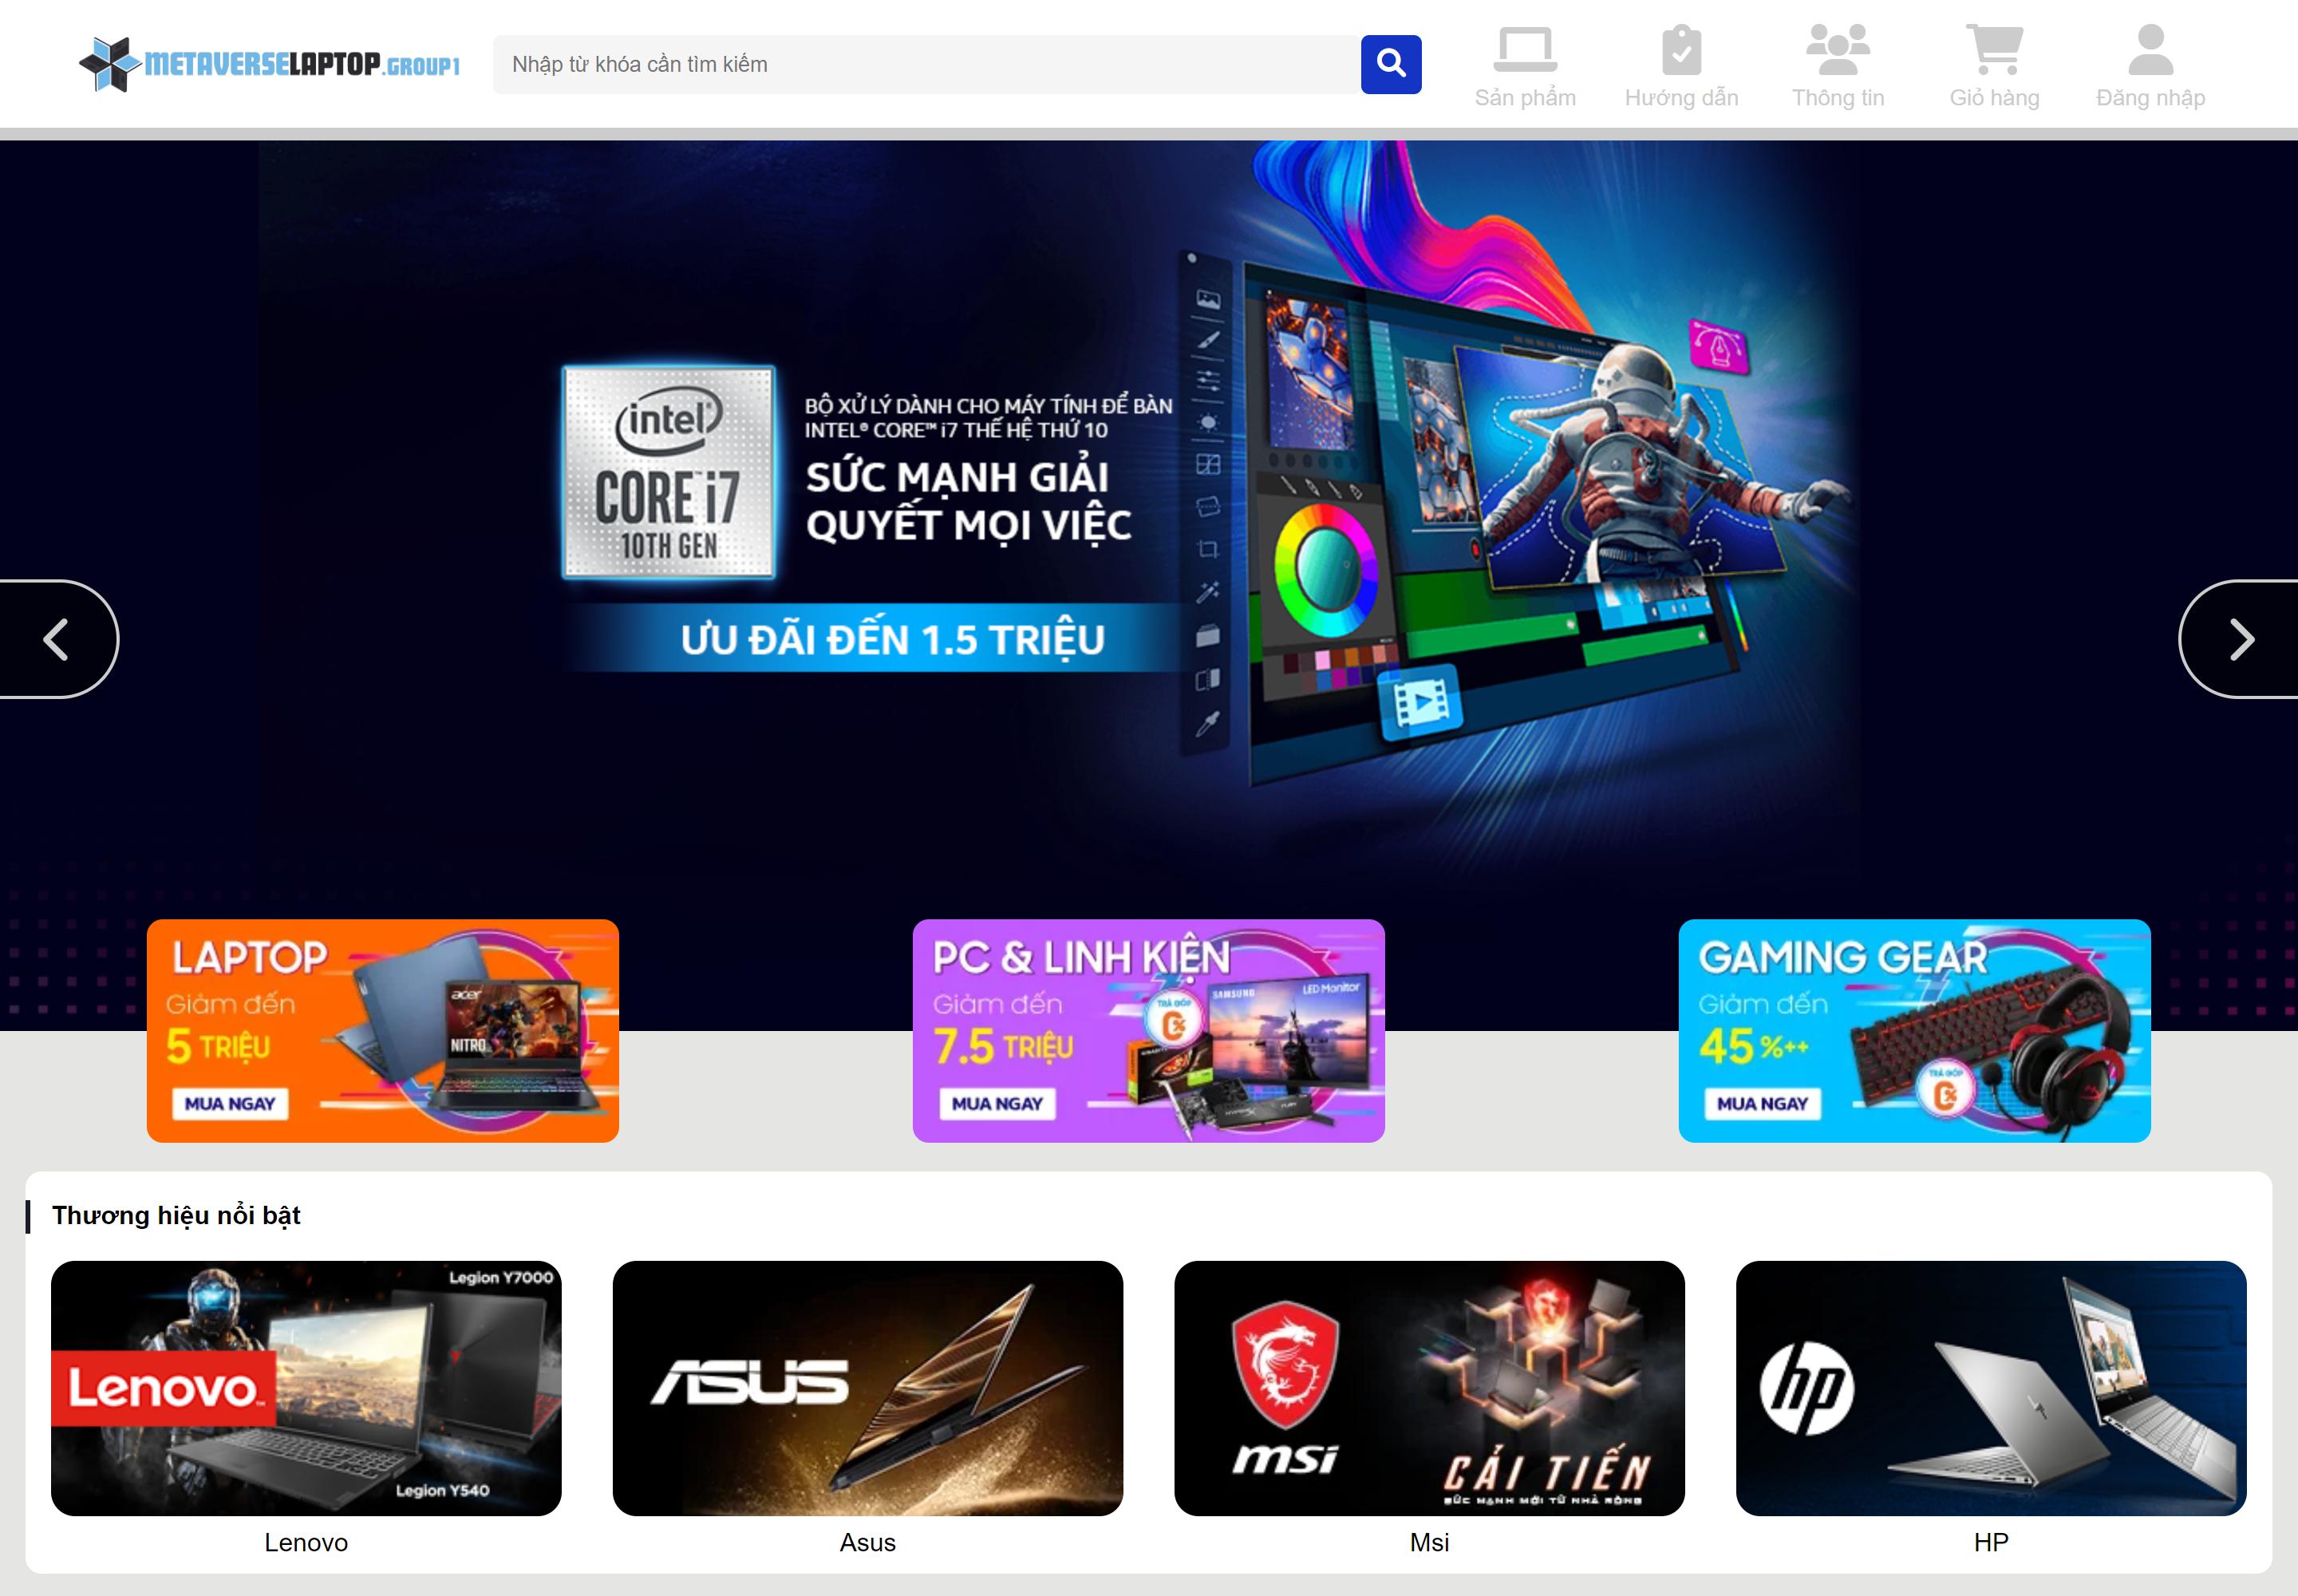 METAVERSELAPTOP.GROUP1
Nhập từ khóa cần tìm kiếm
Sản phẩm
Hướng dẫn
Thông tin
Giỏ hàng
Đăng nhập
intel
CORE i7
10TH GEN
BỘ XỬ LÝ DÀNH CHO MÁY TÍNH ĐỂ BÀN
INTEL® CORE™ i7 THẾ HỆ THỨ 10
SỨC MẠNH GIẢI
QUYẾT MỌI VIỆC
ƯU ĐÃI ĐẾN 1.5 TRIỆU
LAPTOP
Giảm đến
5 TRIỆU
MUA NGAY
acer
NITRO
PC & LINH KIỆN
Giảm đến
7.5 TRIỆU
MUA NGAY
TRẢ GÓP
0%
SAMSUNG
LED Monitor
HYPERX
GAMING GEAR
Giảm đến
45%++
MUA NGAY
TRẢ GÓP
0%
Thương hiệu nổi bật
Legion Y7000
Lenovo
Legion Y540
Lenovo
ASUS
Asus
msi
CẢI TIẾN
SỨC MẠNH MỚI TỪ NHÀ RỒNG
Msi
hp
HP